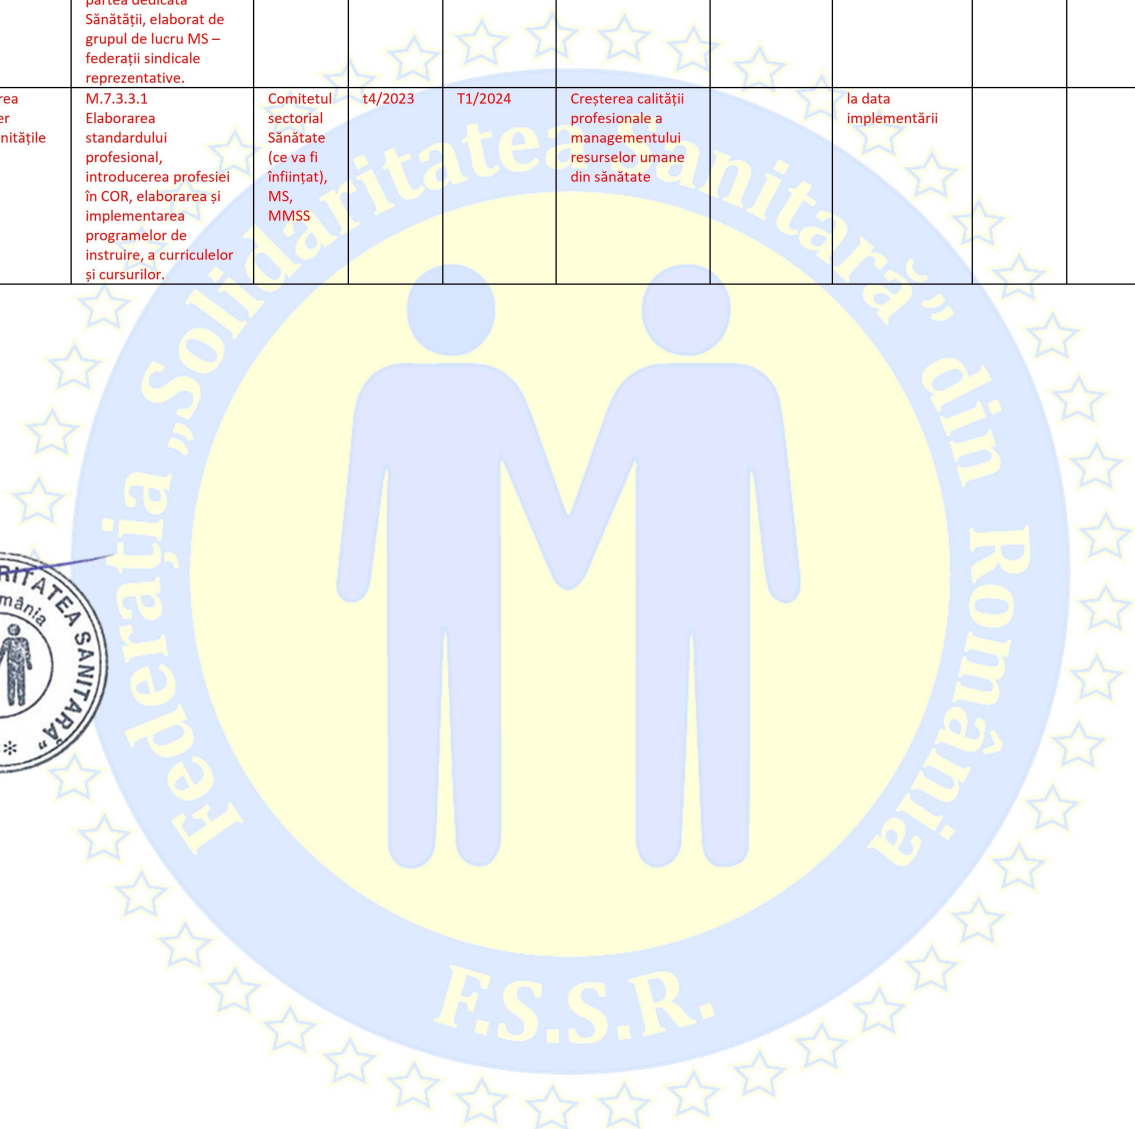 partea dedicată
Sănătății, elaborat de
grupul de lucru MS –
federații sindicale
reprezentative.
M.7.3.3.1
Elaborarea
standardului
profesional,
introducerea profesiei
în COR, elaborarea și
implementarea
programelor de
instruire, a curriculelor
și cursurilor.
Comitetul
sectorial
Sănătate
(ce va fi
înființat),
MS,
MMSS
t4/2023
T1/2024
Creșterea calității
profesionale a
managementului
resurselor umane
din sănătate
la data
implementării
Federația „Solidaritatea Sanitară” din România
F.S.S.R.
SANITARĂ”